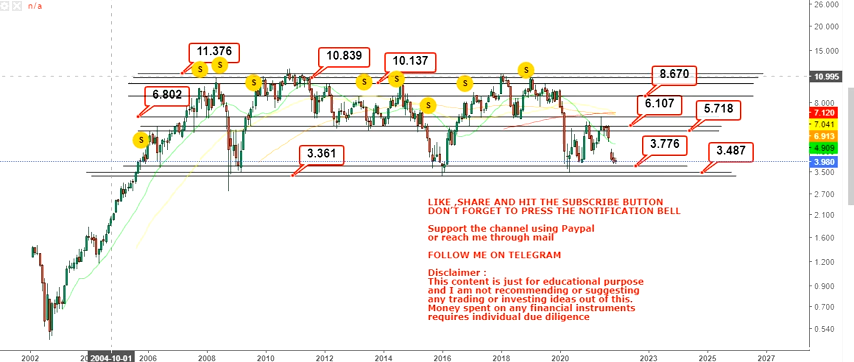 n/a
26.000
20.000
15.000
11.376
10.839
10.137
8.670
10.995
6.802
6.107
5.718
8.000
7.120
7.041
6.913
4.909
3.980
3.361
3.776
3.487
3.500
2.700
2.100
1.600
1.200
0.900
0.700
0.540
S
S
S
S
S
S
S
S
S
LIKE ,SHARE AND HIT THE SUBSCRIBE BUTTON
DON'T FORGET TO PRESS THE NOTIFICATION BELL
Support the channel using Paypal
or reach me through mail
FOLLOW ME ON TELEGRAM
Disclaimer :
This content is just for educational purpose
and I am not recommending or suggesting
any trading or investing ideas out of this.
Money spent on any financial instruments
requires individual due diligence
2002 2004-10-01 2006 2008 2010 2012 2014 2016 2018 2020 2023 2025 2027